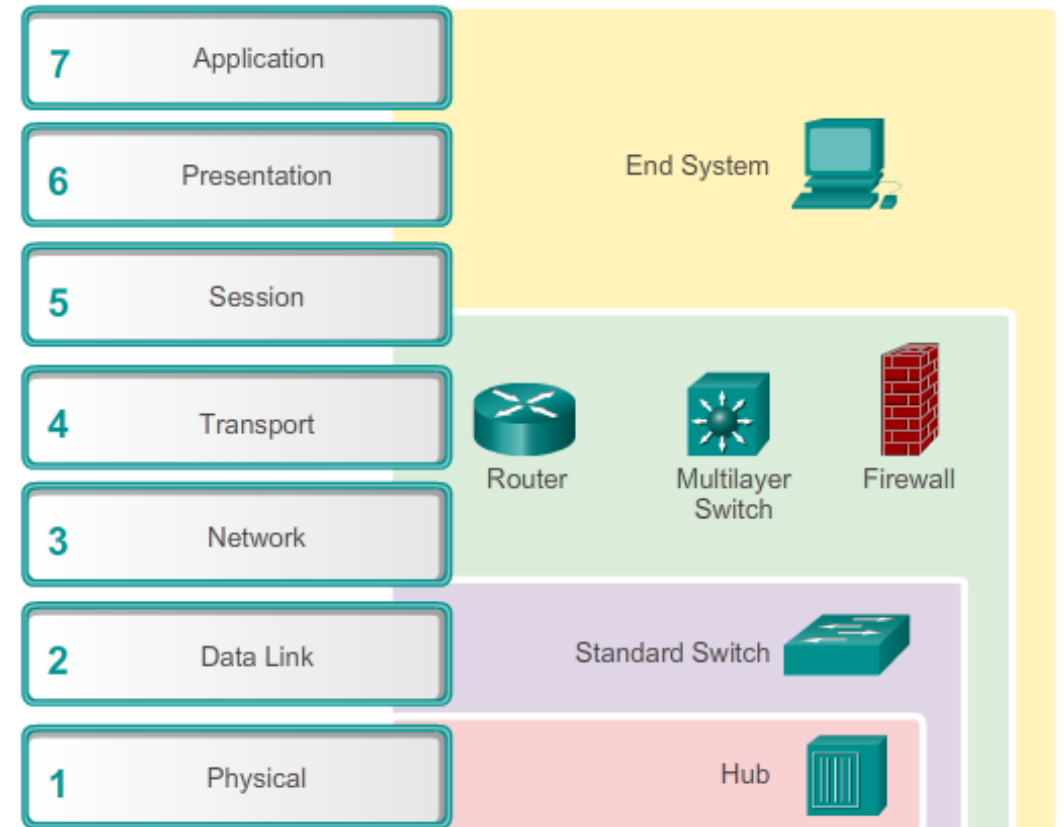 7 Application
6 Presentation
End System
5 Session
4 Transport
Router
Multilayer
Switch
Firewall
3 Network
2 Data Link
Standard Switch
1 Physical
Hub